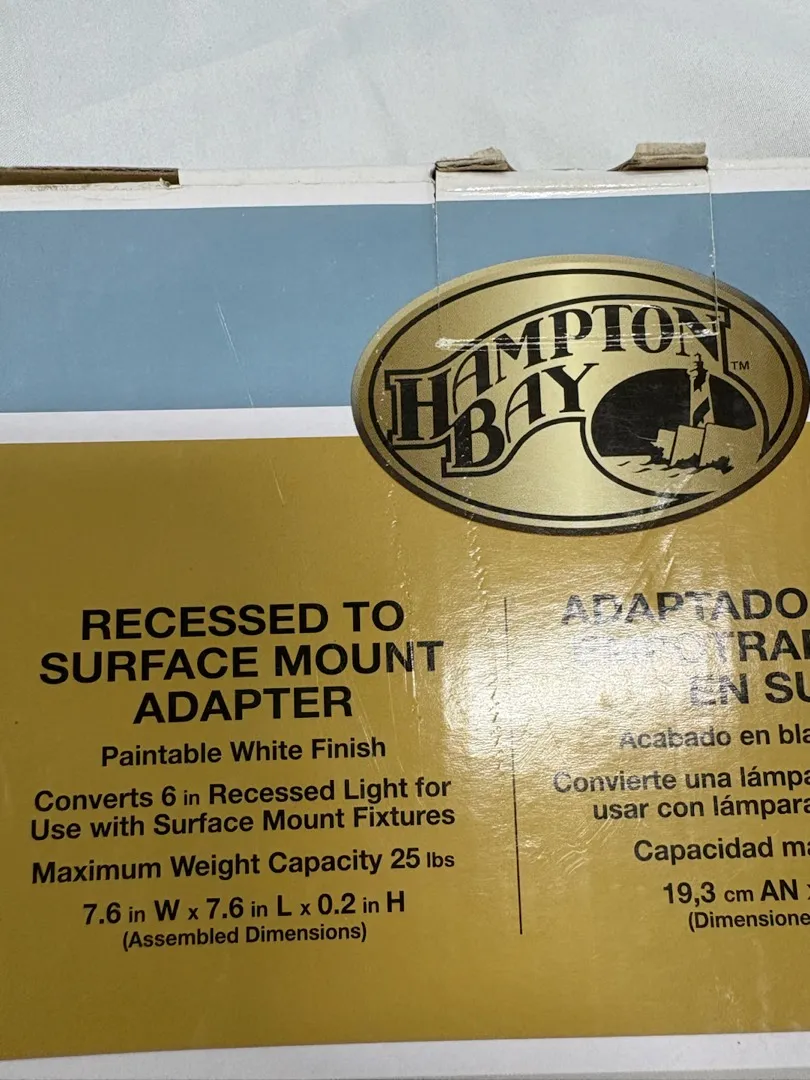 HAMPTON
BAY
TM
RECESSED TO
SURFACE MOUNT
ADAPTER
Paintable White Finish
Converts 6 in Recessed Light for
Use with Surface Mount Fixtures
Maximum Weight Capacity 25 lbs
7.6 in W x 7.6 in L x 0.2 in H
(Assembled Dimensions)
ADAPTADO
EN SU
Acabado en bla
Convierte una lámpa
usar con lámpara
Capacidad má
19,3 cm AN x
(Dimensione